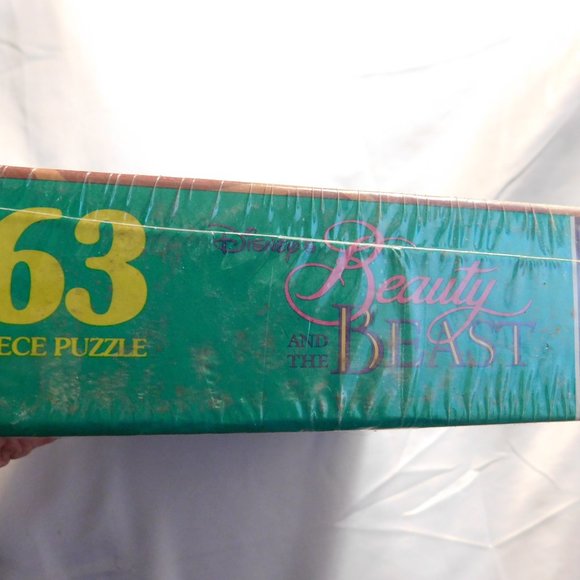 63
ECE PUZZLE
Disney's
Beauty
AND THE
BEAST